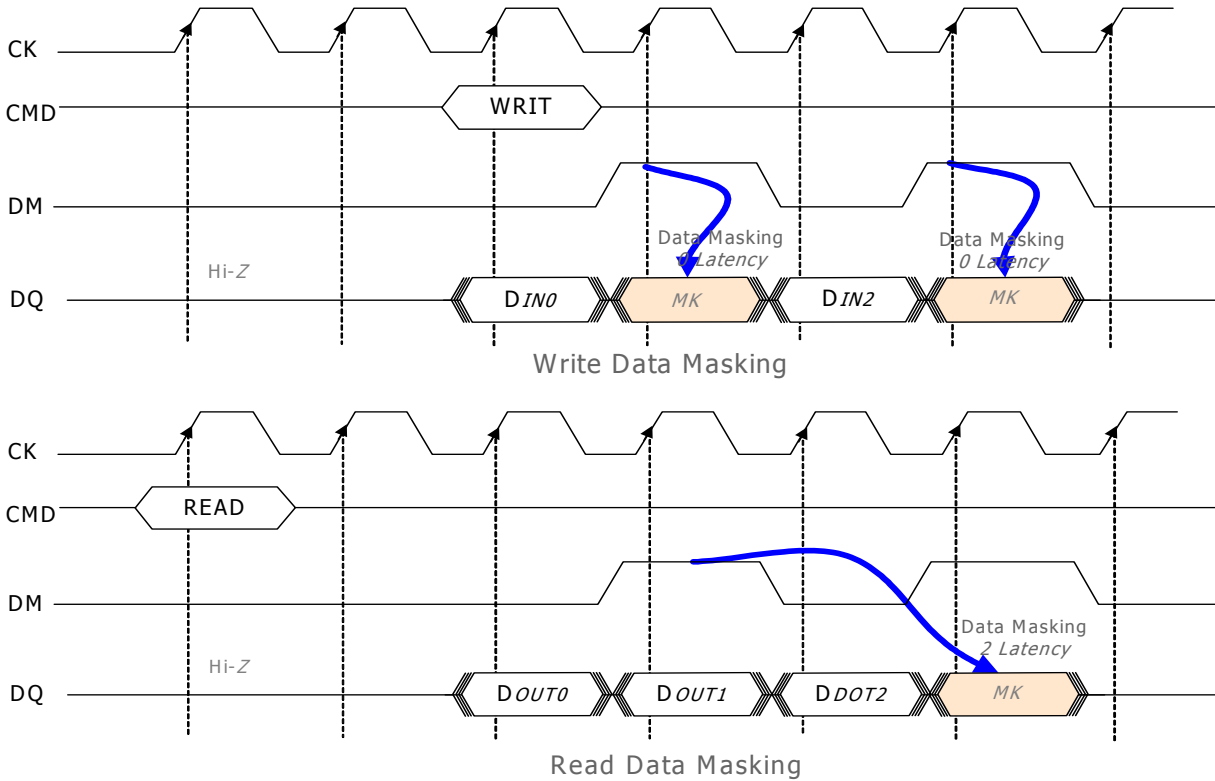 CK
CMD
WRIT
DM
Data Masking
0 Latency
Data Masking
0 Latency
Hi-Z
DQ
DIN0
MK
DIN2
MK
Write Data Masking
CK
CMD
READ
DM
Data Masking
2 Latency
Hi-Z
DQ
DOUT0
DOUT1
DDOT2
MK
Read Data Masking